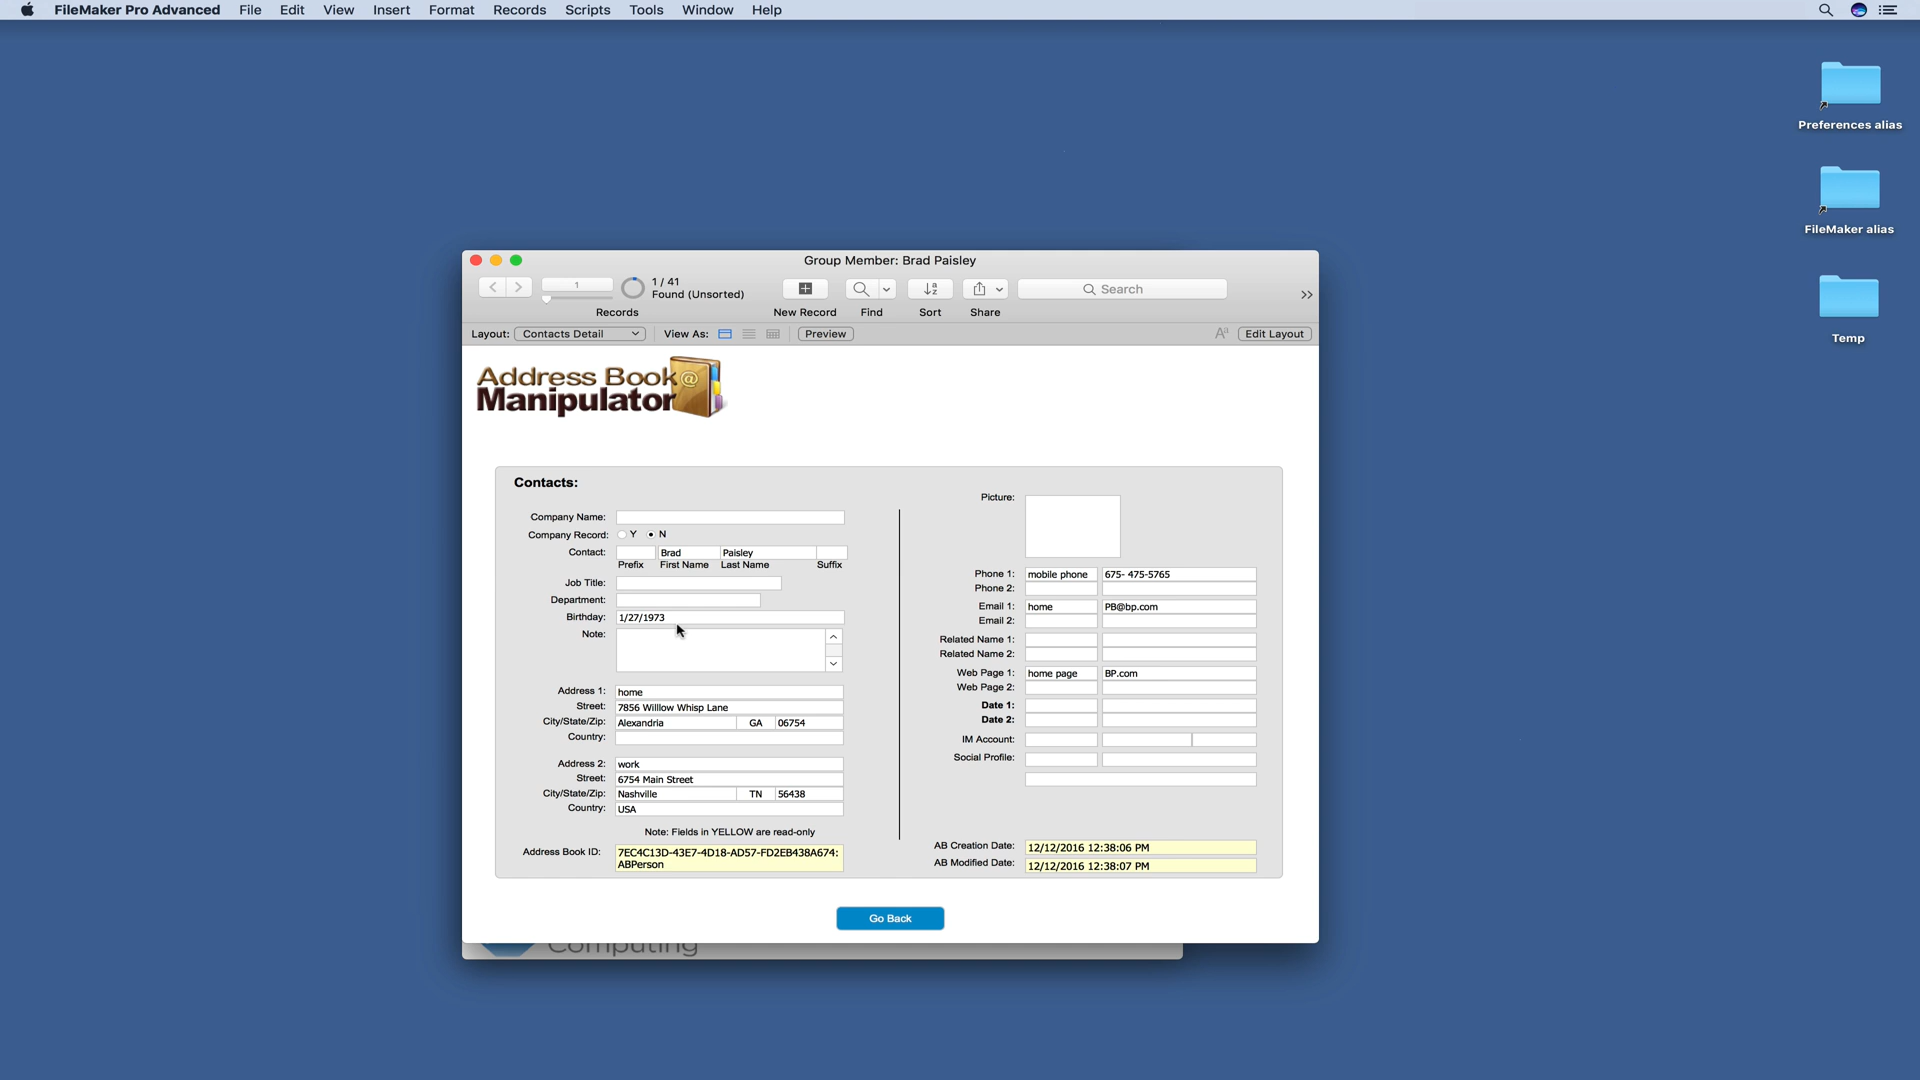 FileMaker Pro Advanced File Edit View Insert Format Records Scripts Tools Window Help
Preferences alias
FileMaker alias
Temp
Group Member: Brad Paisley
1
1 / 41
Found (Unsorted)
Search
Records New Record Find Sort Share
Layout: Contacts Detail View As: Preview Aa Edit Layout
Address Book @
Manipulator
Contacts:
Company Name:
Company Record: Y N
Contact: Brad Paisley
Prefix First Name Last Name Suffix
Job Title:
Department:
Birthday: 1/27/1973
Note:
Address 1: home
Street: 7856 Willlow Whisp Lane
City/State/Zip: Alexandria GA 06754
Country:
Address 2: work
Street: 6754 Main Street
City/State/Zip: Nashville TN 56438
Country: USA
Note: Fields in YELLOW are read-only
Address Book ID: 7EC4C13D-43E7-4D18-AD57-FD2EB438A674:
ABPerson
Picture:
Phone 1: mobile phone 675- 475-5765
Phone 2:
Email 1: home PB@bp.com
Email 2:
Related Name 1:
Related Name 2:
Web Page 1: home page BP.com
Web Page 2:
Date 1:
Date 2:
IM Account:
Social Profile:
AB Creation Date: 12/12/2016 12:38:06 PM
AB Modified Date: 12/12/2016 12:38:07 PM
Go Back
Computing